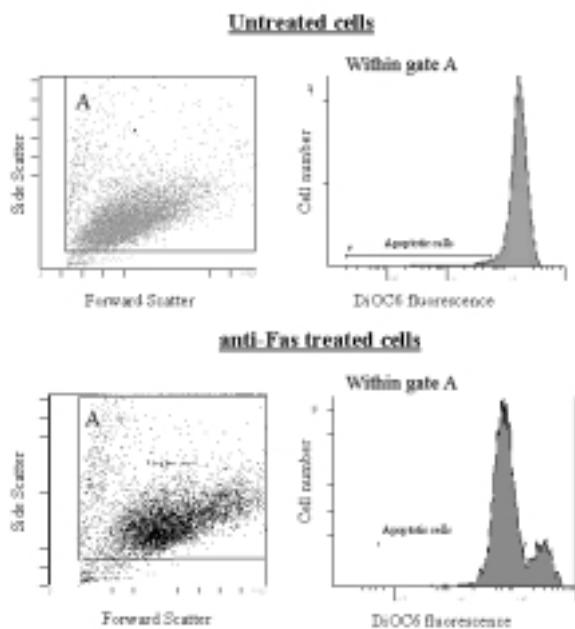 Untreated cells
Within gate A
A
Side Scatter
Cell number
Apoptotic cells
Forward Scatter
DiOC6 fluorescence
anti-Fas treated cells
Within gate A
A
Side Scatter
Cell number
Apoptotic cells
Forward Scatter
DiOC6 fluorescence